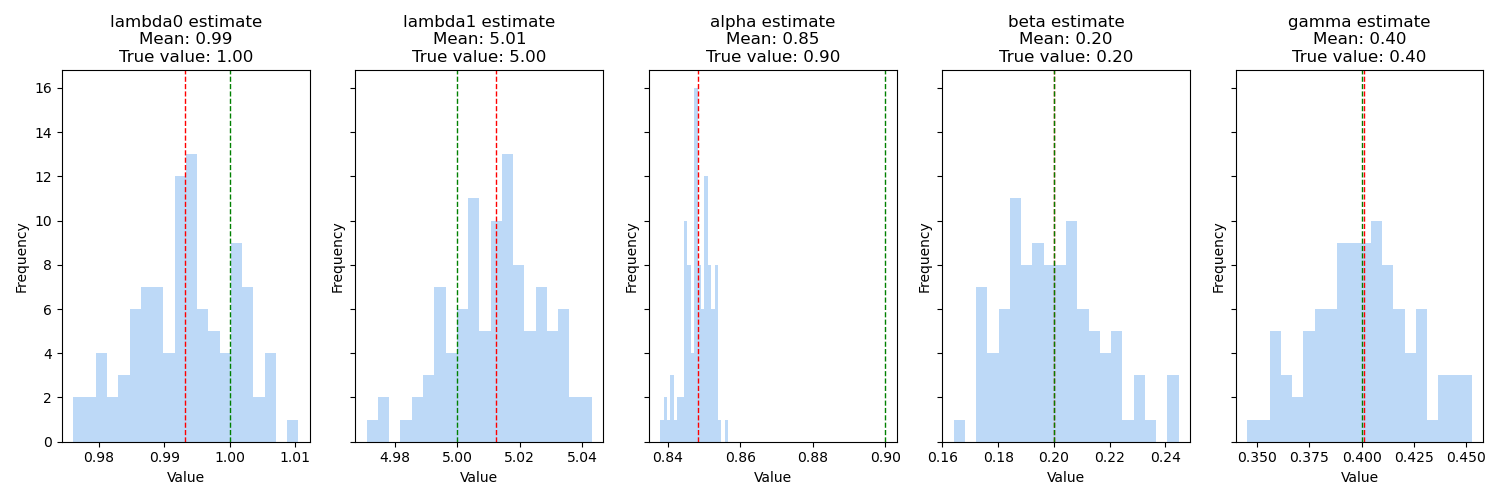 lambda0 estimate
Mean: 0.99
True value: 1.00
lambda1 estimate
Mean: 5.01
True value: 5.00
alpha estimate
Mean: 0.85
True value: 0.90
beta estimate
Mean: 0.20
True value: 0.20
gamma estimate
Mean: 0.40
True value: 0.40
Frequency
16
14
12
10
8
6
4
2
0
0.98
0.99
1.00
1.01
Value
Frequency
4.98
5.00
5.02
5.04
Value
Frequency
0.84
0.86
0.88
0.90
Value
Frequency
0.16
0.18
0.20
0.22
0.24
Value
Frequency
0.350
0.375
0.400
0.425
0.450
Value